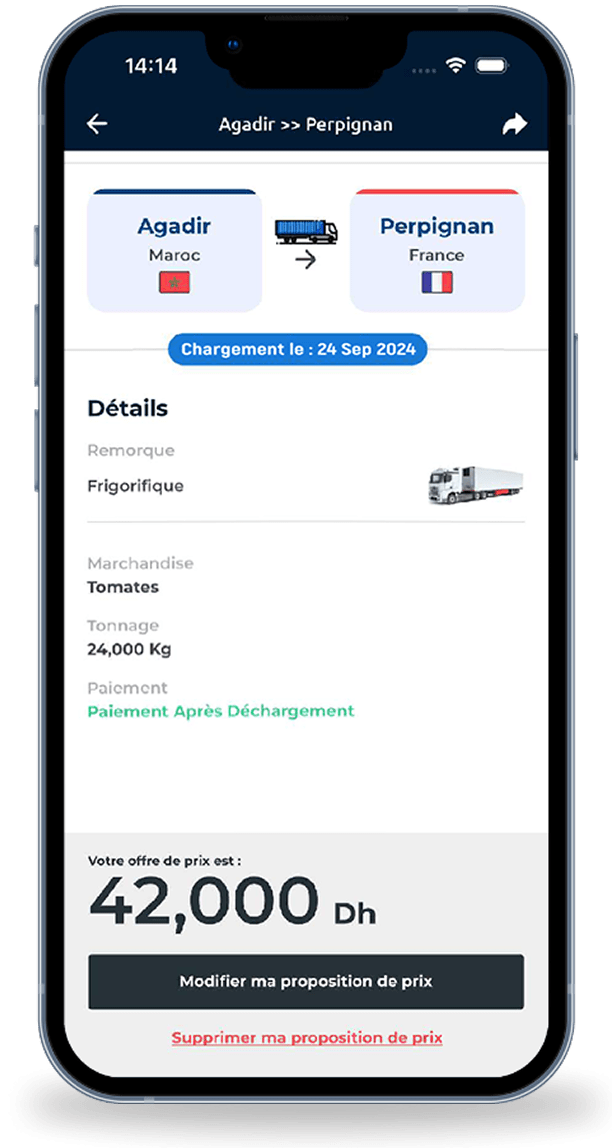 14:14
Agadir >> Perpignan
Agadir
Maroc
Perpignan
France
Chargement le : 24 Sep 2024
Détails
Remorque
Frigorifique
Marchandise
Tomates
Tonnage
24,000 Kg
Paiement
Paiement Après Déchargement
Votre offre de prix est :
42,000 Dh
Modifier ma proposition de prix
Supprimer ma proposition de prix